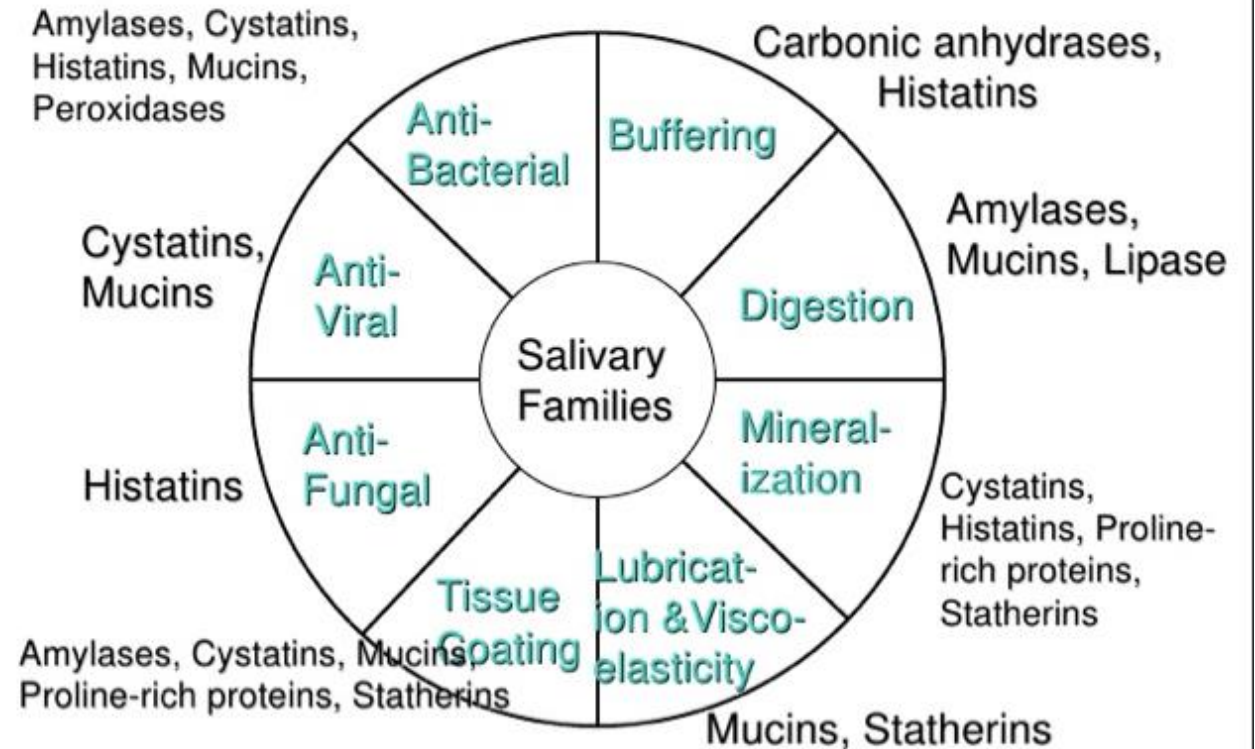 Amylases, Cystatins,
Histatins, Mucins,
Peroxidases
Carbonic anhydrases,
Histatins
Anti-
Bacterial
Buffering
Amylases,
Mucins, Lipase
Cystatins,
Mucins
Anti-
Viral
Digestion
Salivary
Families
Anti-
Fungal
Mineral-
ization
Histatins
Cystatins,
Histatins, Proline-
rich proteins,
Statherins
Tissue
Coating
Lubricat-
ion &Visco-
elasticity
Amylases, Cystatins, Mucins,
Proline-rich proteins, Statherins
Mucins, Statherins